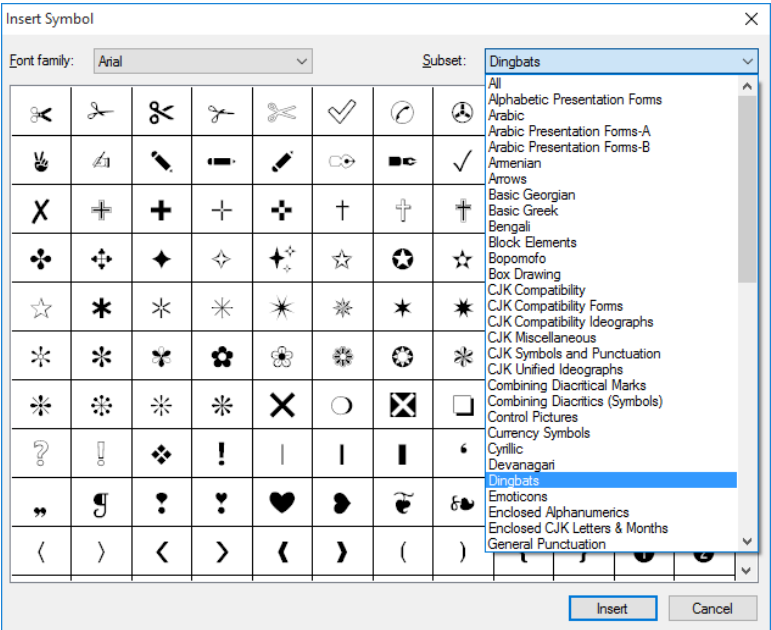 Insert Symbol
Font family: Arial Subset: Dingbats
All
Alphabetic Presentation Forms
Arabic
Arabic Presentation Forms-A
Arabic Presentation Forms-B
Armenian
Arrows
Basic Georgian
Basic Greek
Bengali
Block Elements
Bopomofo
Box Drawing
CJK Compatibility
CJK Compatibility Forms
CJK Compatibility Ideographs
CJK Miscellaneous
CJK Symbols and Punctuation
CJK Unified Ideographs
Combining Diacritical Marks
Combining Diacritics (Symbols)
Control Pictures
Currency Symbols
Cyrillic
Devanagari
Dingbats
Emoticons
Enclosed Alphanumerics
Enclosed CJK Letters & Months
General Punctuation
Insert Cancel